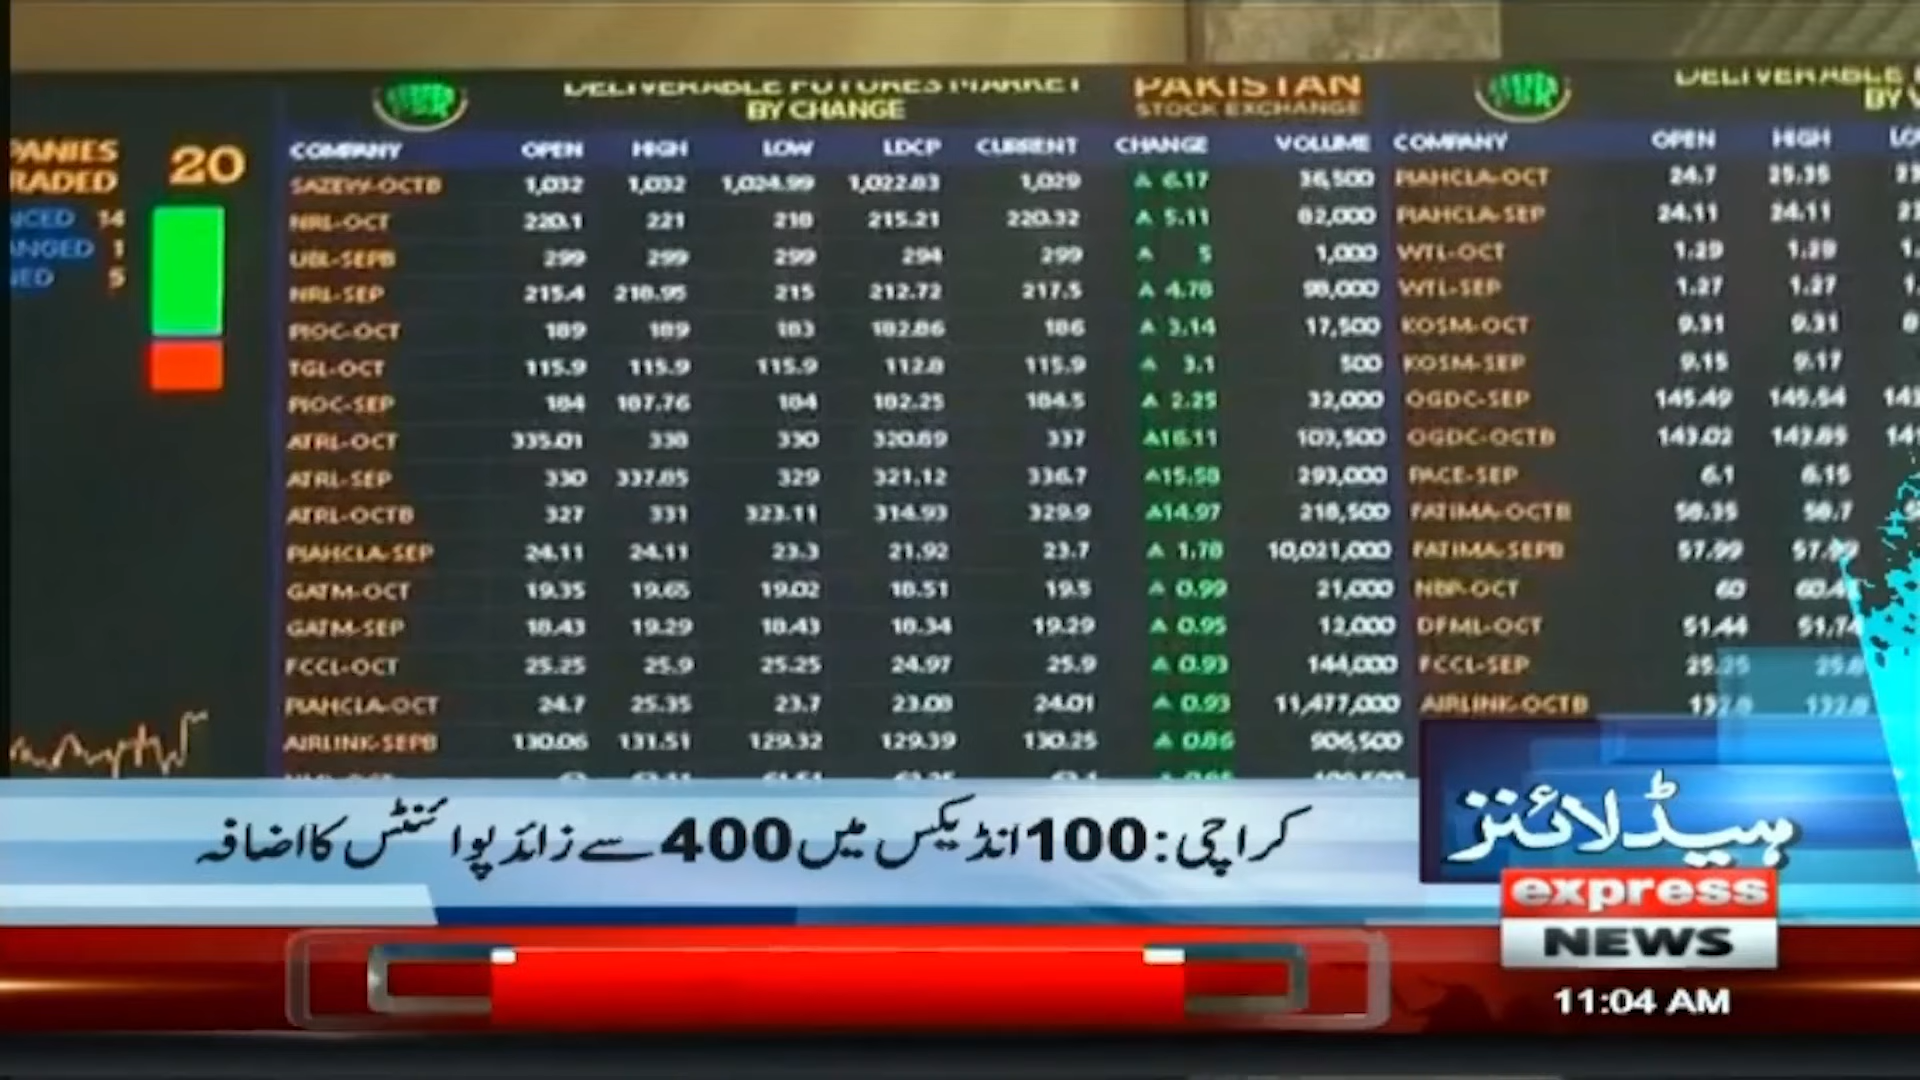 DELIVERABLE FUTURES MARKET
BY CHANGE
PAKISTAN
STOCK EXCHANGE
DELIVERABLE
PANIES
RADED
20
NCED 14
ANGED 1
NED 5
COMPANY OPEN HIGH LOW LDCP CURRENT CHANGE VOLUME
SAZEW-OCTB 1,032 1,032 1,024.99 1,022.83 1,029 6.17 36,500
NRL-OCT 220.1 221 218 215.21 220.32 5.11 82,000
UBL-SEPB 299 299 299 294 299 5 1,000
NRL-SEP 215.4 218.95 215 212.72 217.5 4.78 98,000
PIOC-OCT 189 189 183 182.86 186 3.14 17,500
TGL-OCT 115.9 115.9 115.9 112.8 115.9 3.1 500
PIOC-SEP 184 187.76 184 182.25 184.5 2.25 32,000
ATRL-OCT 335.01 338 330 320.89 337 16.11 103,500
ATRL-SEP 330 337.85 329 321.12 336.7 15.58 293,000
ATRL-OCTB 327 331 323.11 314.93 329.9 14.97 218,500
PIAHCLA-SEP 24.11 24.11 23.3 21.92 23.7 1.78 10,021,000
GATM-OCT 19.35 19.65 19.02 18.51 19.5 0.99 21,000
GATM-SEP 18.43 19.29 18.43 18.34 19.29 0.95 12,000
FCCL-OCT 25.25 25.9 25.25 24.97 25.9 0.93 144,000
PIAHCLA-OCT 24.7 25.35 23.7 23.08 24.01 0.93 11,477,000
AIRLINK-SEPB 130.06 131.51 129.32 129.39 130.25 0.86 906,500
COMPANY OPEN HIGH
PIAHCLA-OCT 24.7 25.35
PIAHCLA-SEP 24.11 24.11
WTL-OCT 1.29 1.29
WTL-SEP 1.27 1.27
KOSM-OCT 9.31 9.31
KOSM-SEP 9.15 9.17
OGDC-SEP 145.49 145.54
OGDC-OCTB 143.02 143.85
PACE-SEP 6.1 6.15
FATIMA-OCTB 58.35 58.7
FATIMA-SEPB 57.99 57.99
NBP-OCT 60
DFML-OCT 51.44 51.74
FCCL-SEP 25.25
AIRLINK-OCTB 132.8 132.8
کراچی: 100 انڈیکس میں 400 سے زائد پوائنٹس کا اضافہ
ہیڈلائنز
express
NEWS
11:04 AM